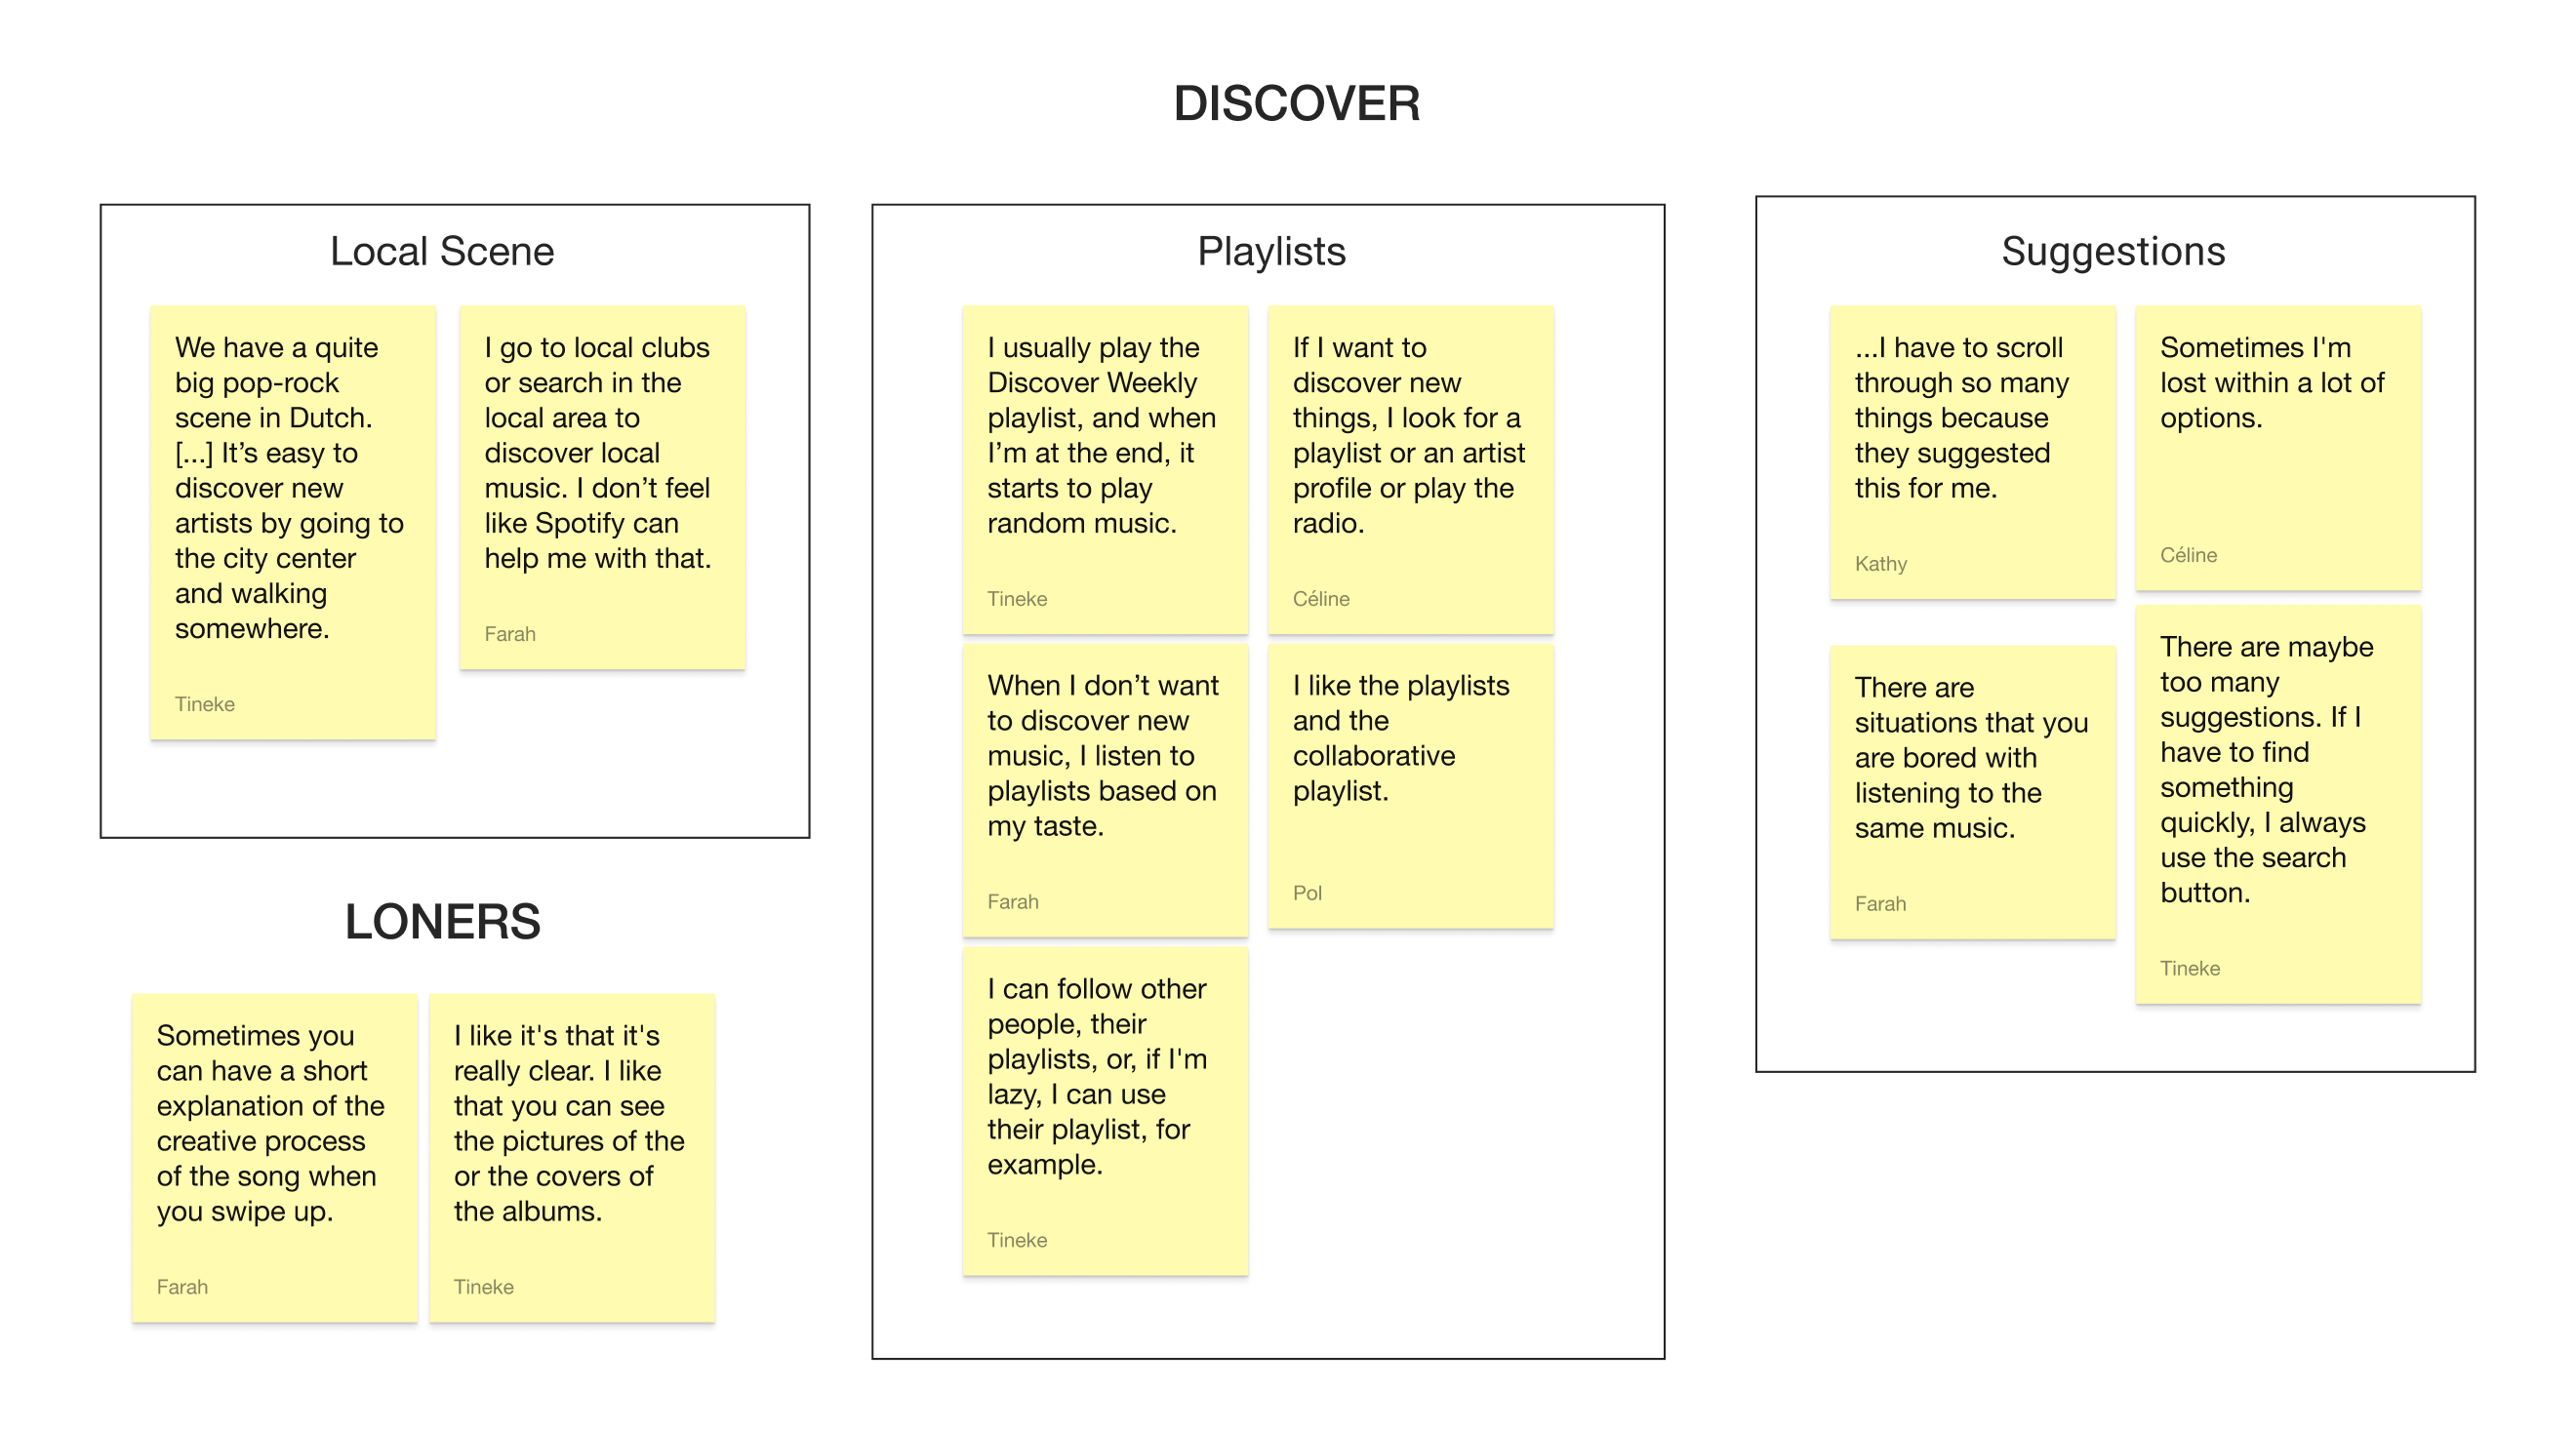 DISCOVER
Local Scene
We have a quite
big pop-rock
scene in Dutch.
[...] It’s easy to
discover new
artists by going to
the city center
and walking
somewhere.
Tineke
I go to local clubs
or search in the
local area to
discover local
music. I don’t feel
like Spotify can
help me with that.
Farah
Playlists
I usually play the
Discover Weekly
playlist, and when
I’m at the end, it
starts to play
random music.
Tineke
If I want to
discover new
things, I look for a
playlist or an artist
profile or play the
radio.
Céline
When I don’t want
to discover new
music, I listen to
playlists based on
my taste.
Farah
I like the playlists
and the
collaborative
playlist.
Pol
I can follow other
people, their
playlists, or, if I'm
lazy, I can use
their playlist, for
example.
Tineke
Suggestions
...I have to scroll
through so many
things because
they suggested
this for me.
Kathy
Sometimes I'm
lost within a lot of
options.
Céline
There are
situations that you
are bored with
listening to the
same music.
Farah
There are maybe
too many
suggestions. If I
have to find
something
quickly, I always
use the search
button.
Tineke
LONERS
Sometimes you
can have a short
explanation of the
creative process
of the song when
you swipe up.
Farah
I like it's that it's
really clear. I like
that you can see
the pictures of the
or the covers of
the albums.
Tineke